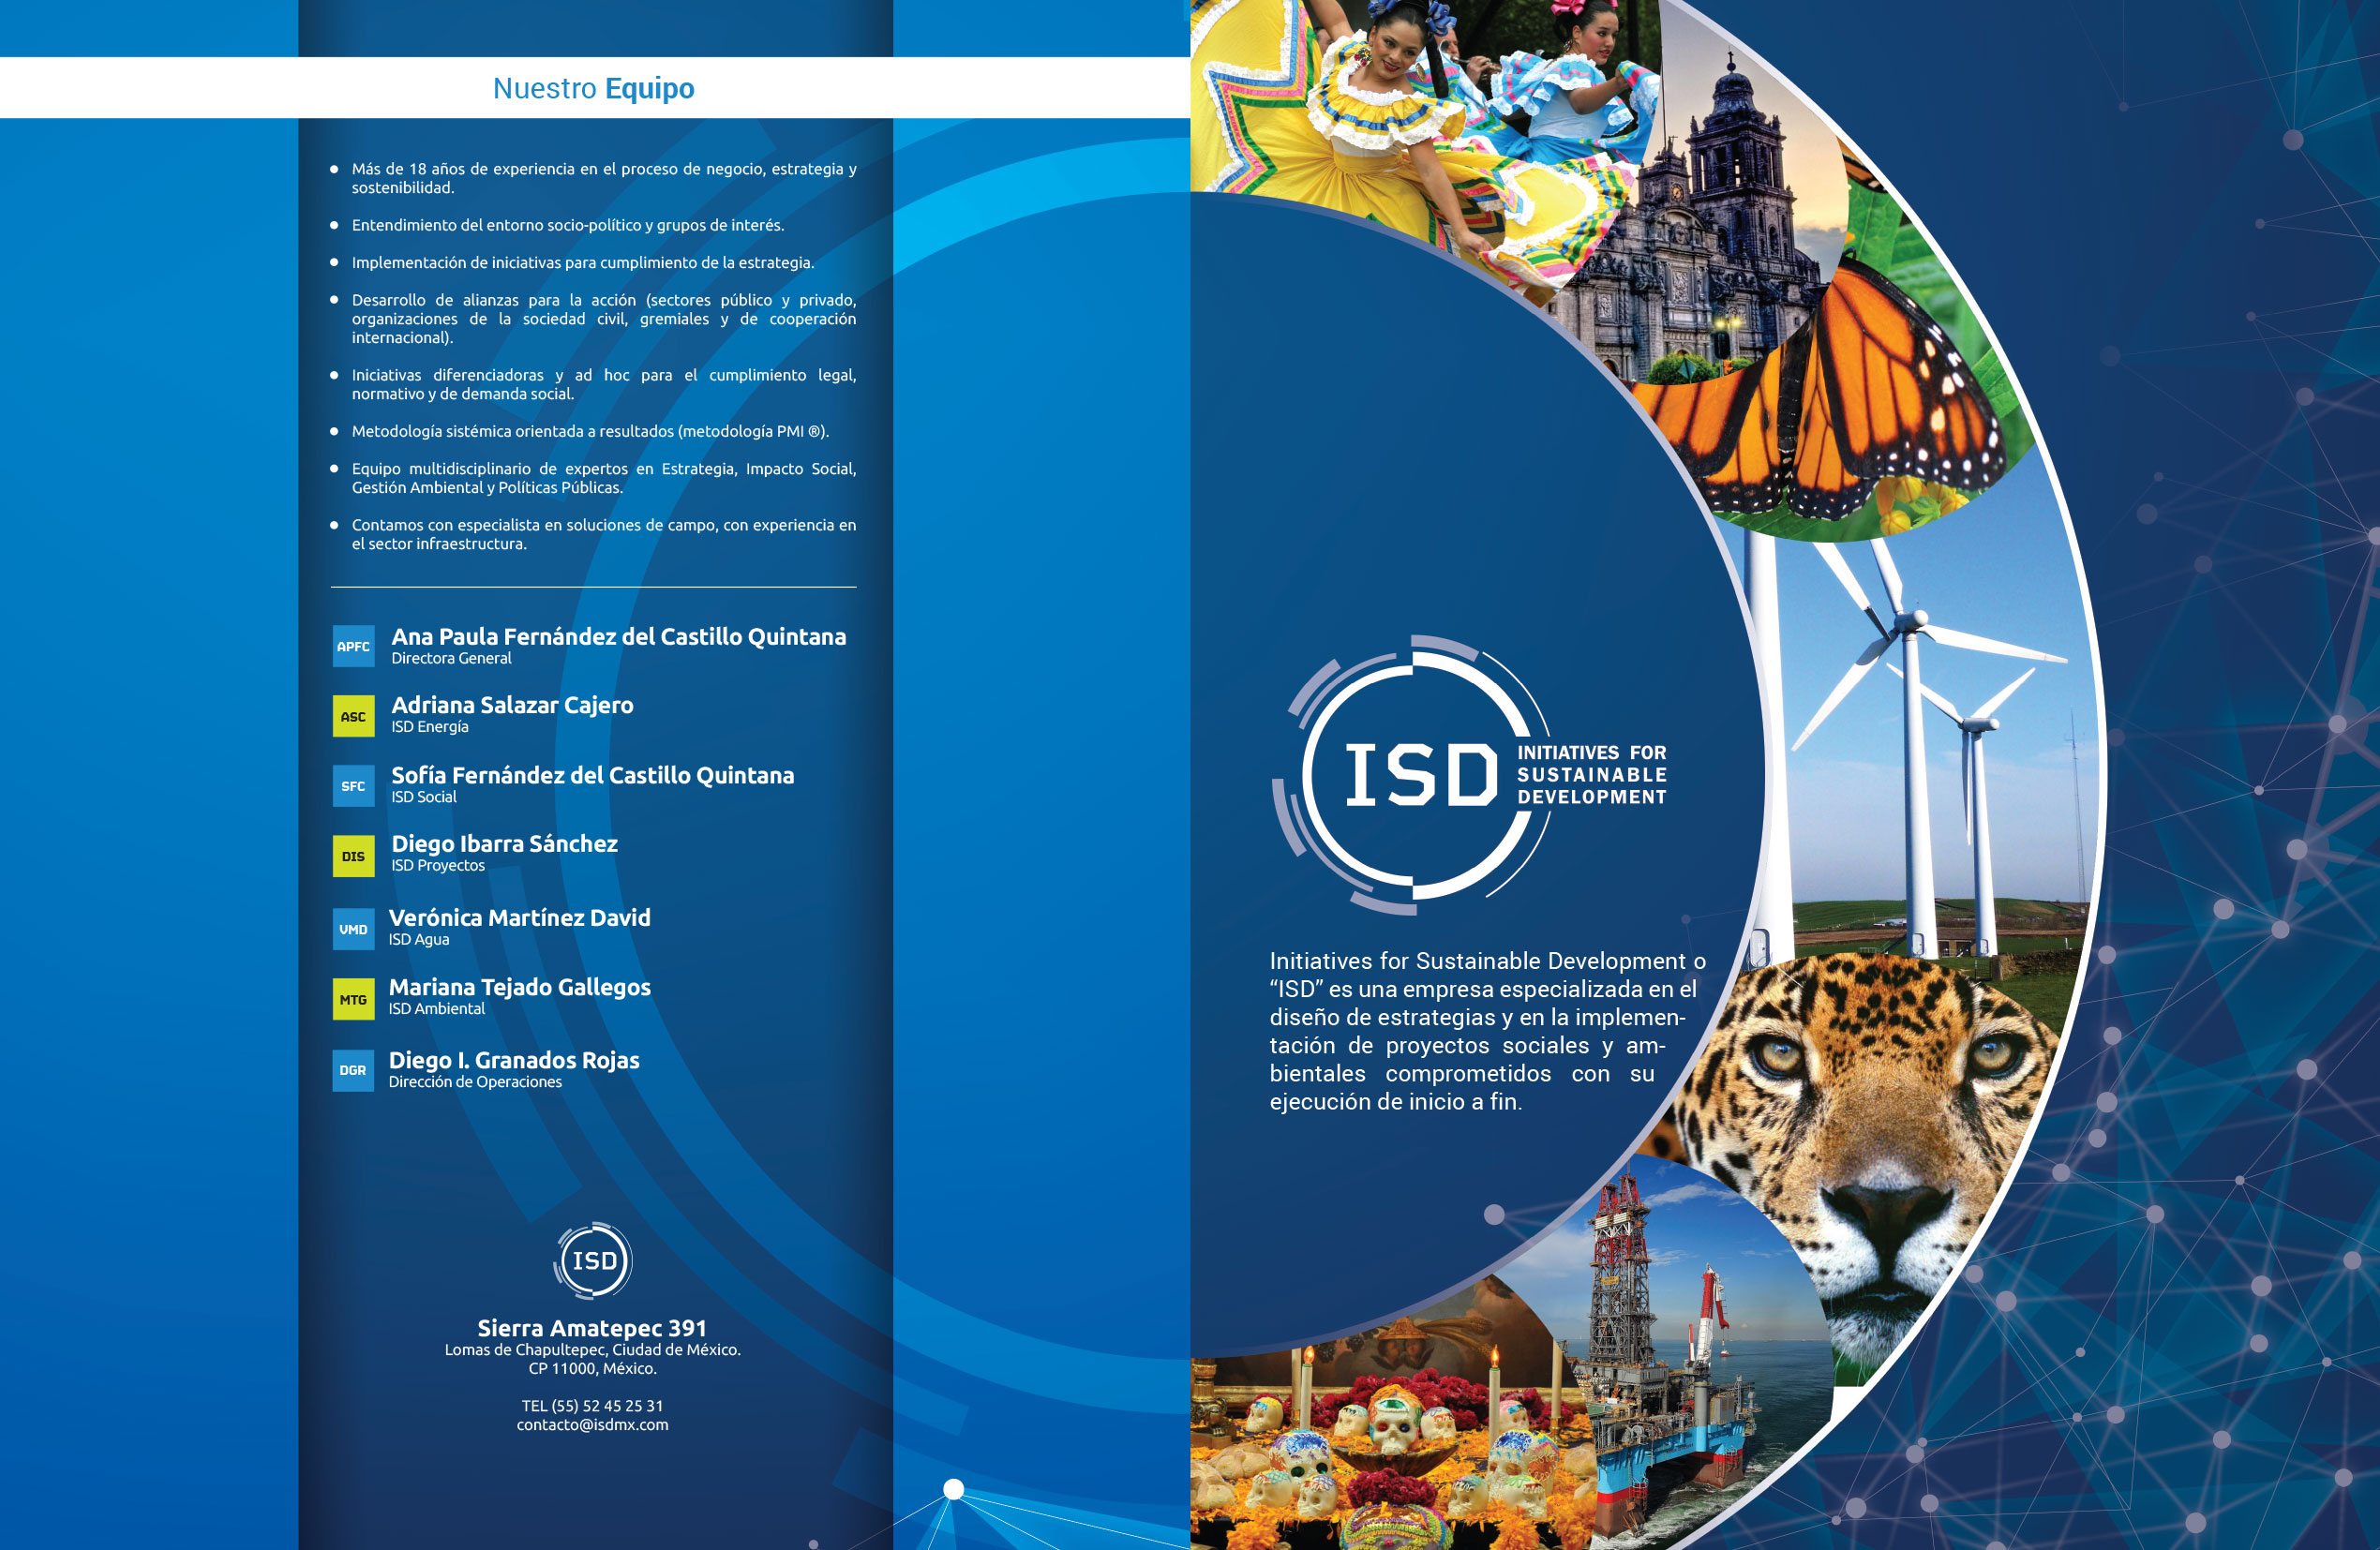 Nuestro Equipo
Más de 18 años de experiencia en el proceso de negocio, estrategia y
sostenibilidad.
Entendimiento del entorno socio-político y grupos de interés.
Implementación de iniciativas para cumplimiento de la estrategia.
Desarrollo de alianzas para la acción (sectores público y privado,
organizaciones de la sociedad civil, gremiales y de cooperación
internacional).
Iniciativas diferenciadoras y ad hoc para el cumplimiento legal,
normativo y de demanda social.
Metodología sistémica orientada a resultados (metodología PMI ®).
Equipo multidisciplinario de expertos en Estrategia, Impacto Social,
Gestión Ambiental y Políticas Públicas.
Contamos con especialista en soluciones de campo, con experiencia en
el sector infraestructura.
APFC
Ana Paula Fernández del Castillo Quintana
Directora General
ASC
Adriana Salazar Cajero
ISD Energía
SFC
Sofía Fernández del Castillo Quintana
ISD Social
DIS
Diego Ibarra Sánchez
ISD Proyectos
VMD
Verónica Martínez David
ISD Agua
MTG
Mariana Tejado Gallegos
ISD Ambiental
DGR
Diego I. Granados Rojas
Dirección de Operaciones
ISD
Sierra Amatepec 391
Lomas de Chapultepec, Ciudad de México.
CP 11000, México.
TEL (55) 52 45 25 31
contacto@isdmx.com
ISD
INITIATIVES FOR
SUSTAINABLE
DEVELOPMENT
Initiatives for Sustainable Development o
“ISD” es una empresa especializada en el
diseño de estrategias y en la implemen-
tación de proyectos sociales y am-
bientales comprometidos con su
ejecución de inicio a fin.